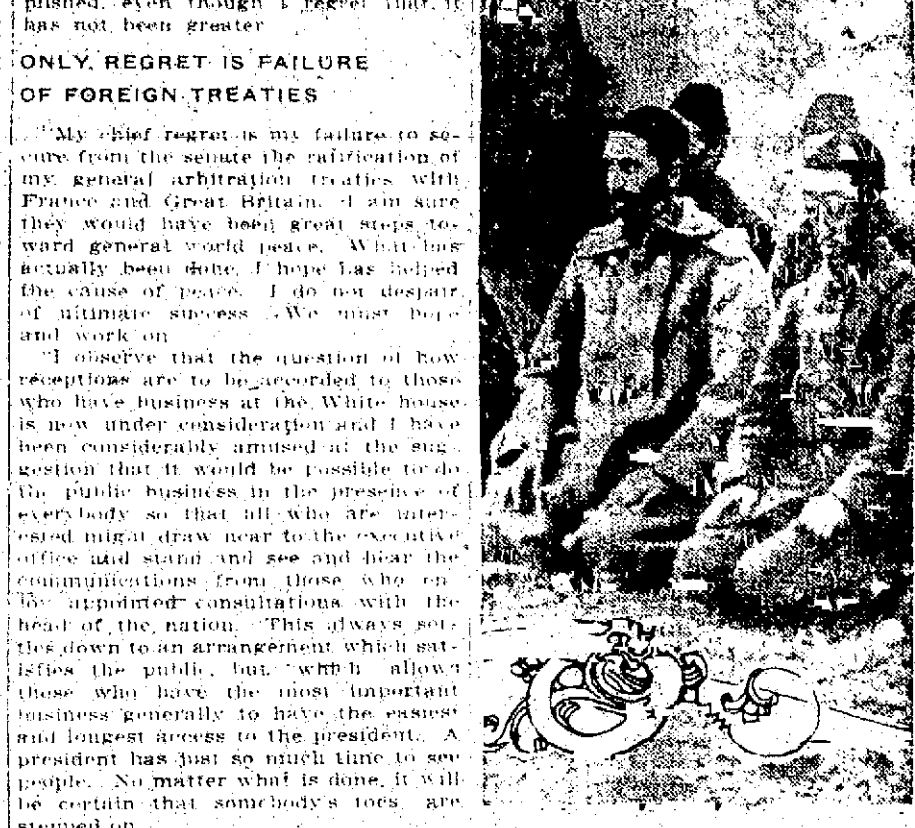 plished, even though I regret that it
has not been greater
ONLY REGRET IS FAILURE
OF FOREIGN TREATIES
"My chief regret is my failure to se-
cure from the senate the ratification of
my general arbitration treaties with
France and Great Britain. I am sure
they would have been great steps to-
ward general world peace. What has
actually been done, I hope has helped
the cause of peace. I do not despair
of ultimate success. We must hope
and work on
"I observe that the question of how
receptions are to be accorded to those
who have business at the White house
is now under consideration and I have
been considerably amused at the sug-
gestion that it would be possible to do
the public business in the presence of
everybody so that all who are inter-
ested might draw near to the executive
office and stand and see and hear the
communications from those who en-
joy appointed consultations with the
head of the nation. This always set-
tles down to an arrangement which sat-
isfies the public, but which allows
those who have the most important
business generally to have the easiest
and longest access to the president. A
president has just so much time to see
people. No matter what is done, it will
be certain that somebody's toes are
stepped on